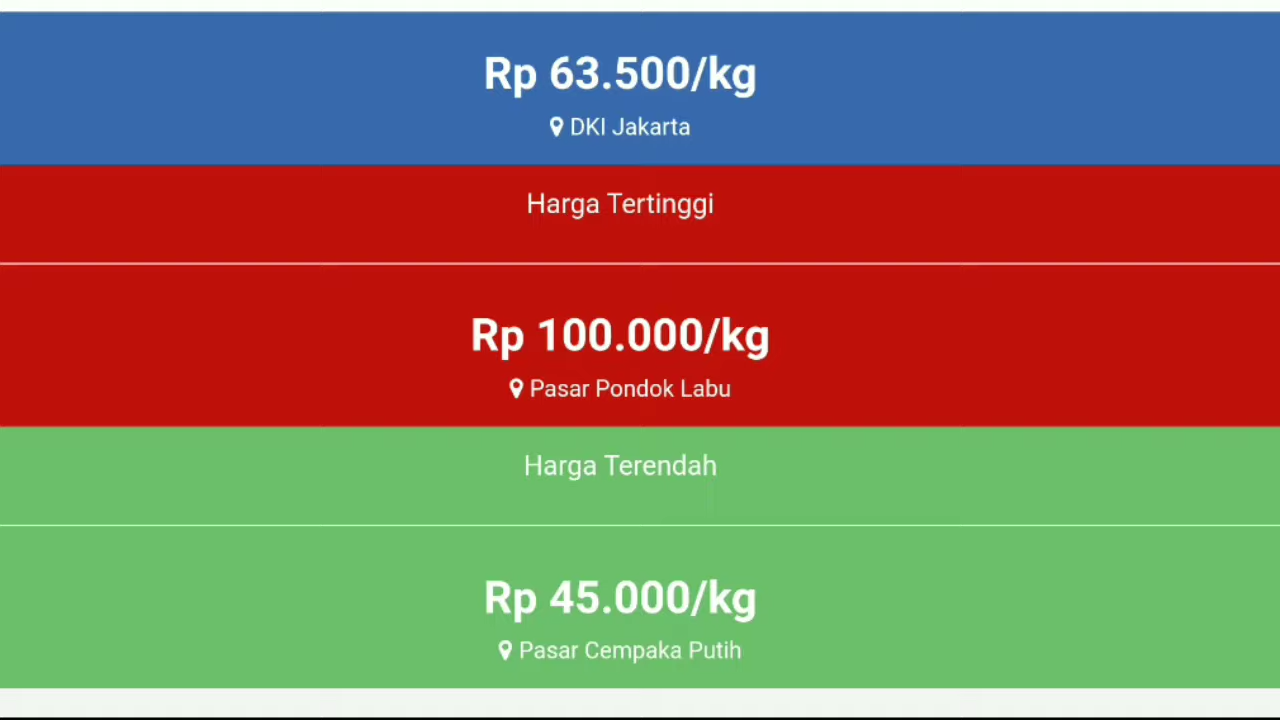 Rp 63.500/kg
DKI Jakarta
Harga Tertinggi
Rp 100.000/kg
Pasar Pondok Labu
Harga Terendah
Rp 45.000/kg
Pasar Cempaka Putih